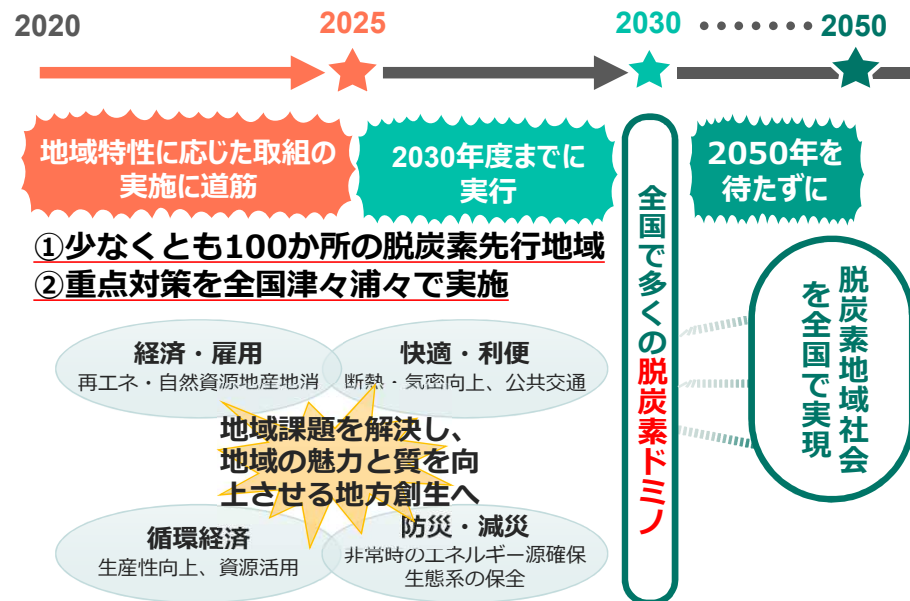 2020
2025
2030
2050
地域特性に応じた取組の
実施に道筋
2030年度までに
実行
2050年を
待たずに
①少なくとも100か所の脱炭素先行地域
②重点対策を全国津々浦々で実施
経済・雇用
再エネ・自然資源地産地消
快適・利便
断熱・気密向上、公共交通
地域課題を解決し、
地域の魅力と質を向
上させる地方創生へ
循環経済
生産性向上、資源活用
防災・減災
非常時のエネルギー源確保
生態系の保全
全国で多くの脱炭素ドミノ
脱炭素地域社会
を全国で実現